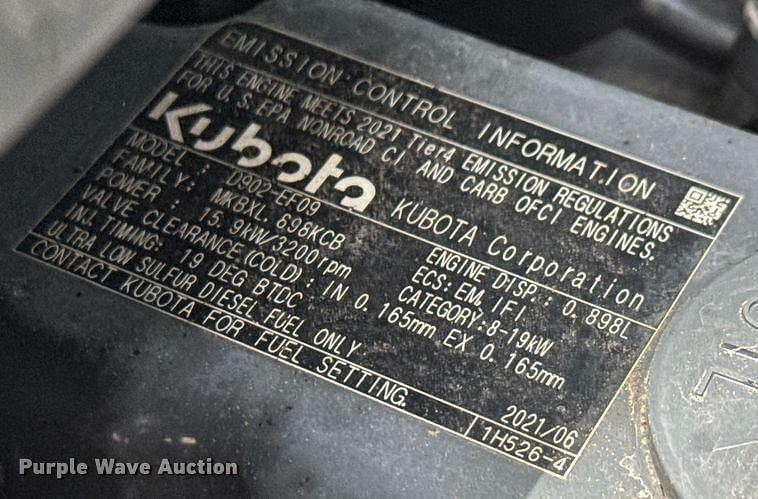 EMISSION CONTROL INFORMATION
THIS ENGINE MEETS 2021 Tier4 EMISSION REGULATIONS
FOR U.S.EPA NONROAD CI AND CARB OFCI ENGINES.
Kubota KUBOTA Corporation
MODEL : D902-EF09 ENGINE DISP.: 0.898L
FAMILY: MKBXL.698KCB ECS: EM, IFI
POWER : 15.9kW/3200rpm CATEGORY:8-19kW
VALVE CLEARANCE(COLD): IN 0.165mm EX 0.165mm
INJ.TIMING: 19 DEG BTDC
ULTRA LOW SULFUR DIESEL FUEL ONLY 2021/06
CONTACT KUBOTA FOR FUEL SETTING. 1H526-4
Purple Wave Auction